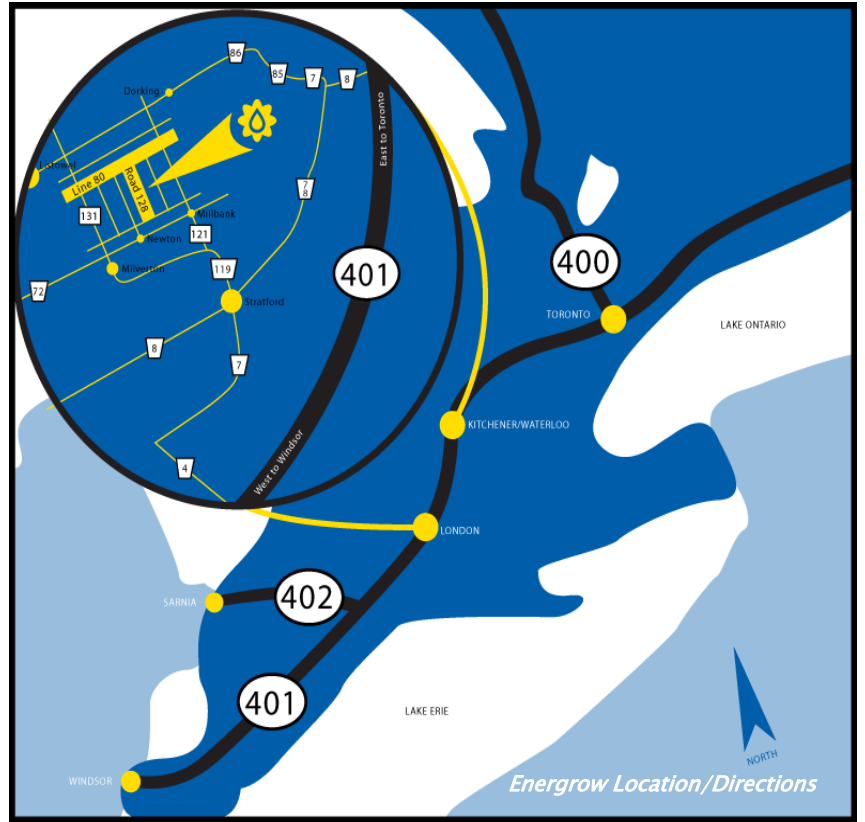 86
85
7
8
Dorking
East to Toronto
Listowel
Line 80
Road 128
7
8
131
Millbank
121
Newton
Milverton
119
401
400
72
Stratford
TORONTO
LAKE ONTARIO
8
7
KITCHENER/WATERLOO
West to Windsor
4
LONDON
402
SARNIA
401
LAKE ERIE
NORTH
WINDSOR
Energrow Location/Directions